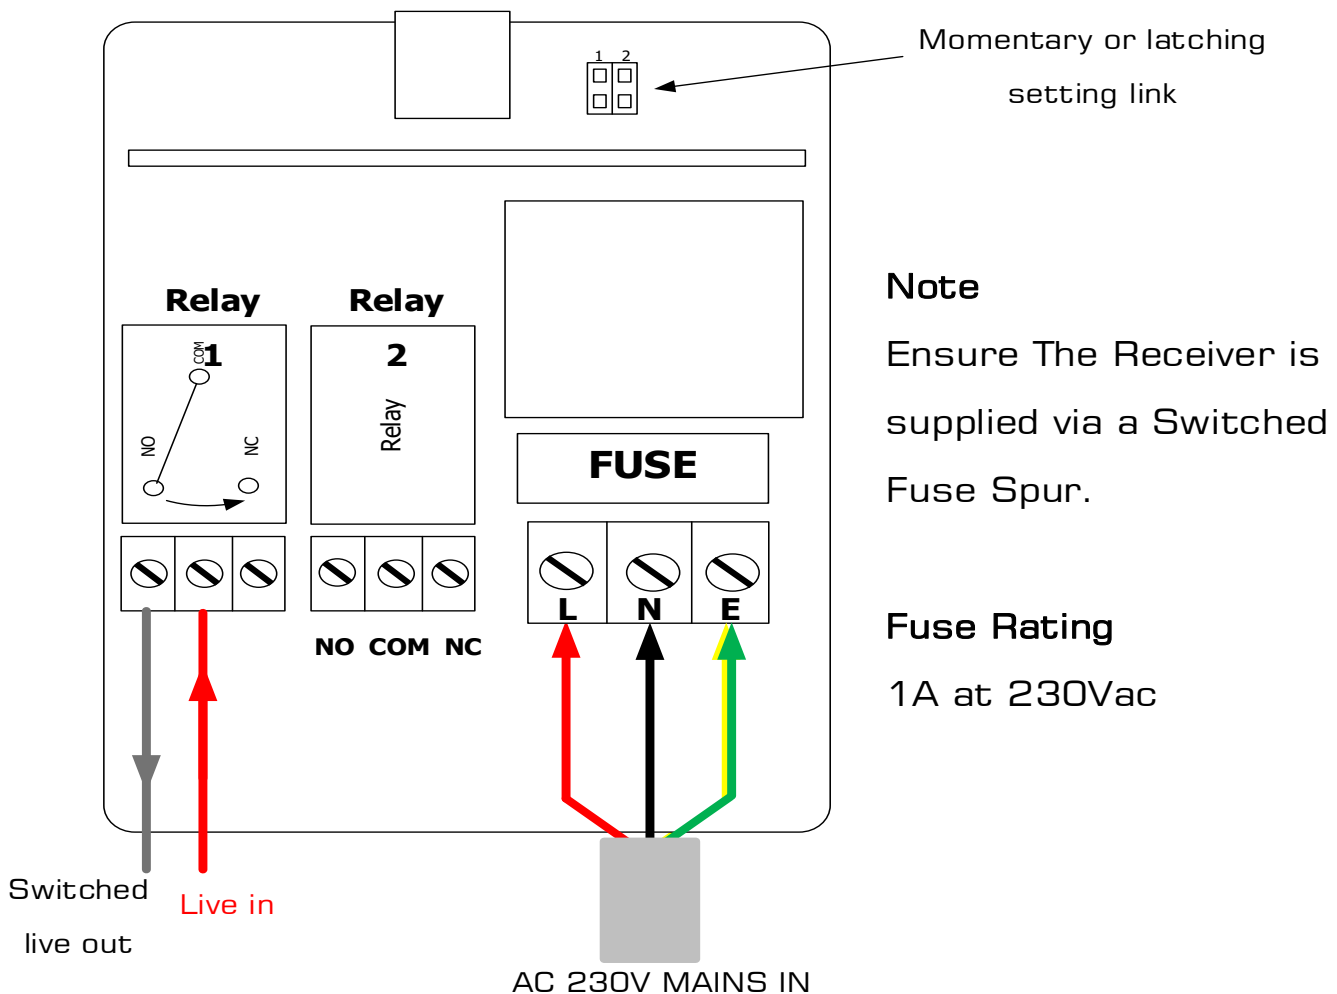 Momentary or latching
setting link
1 2
Relay
1
COM
NO
NC
Relay
2
Relay
FUSE
L N E
NO COM NC
Note
Ensure The Receiver is
supplied via a Switched
Fuse Spur.
Fuse Rating
1A at 230Vac
Switched
live out
Live in
AC 230V MAINS IN